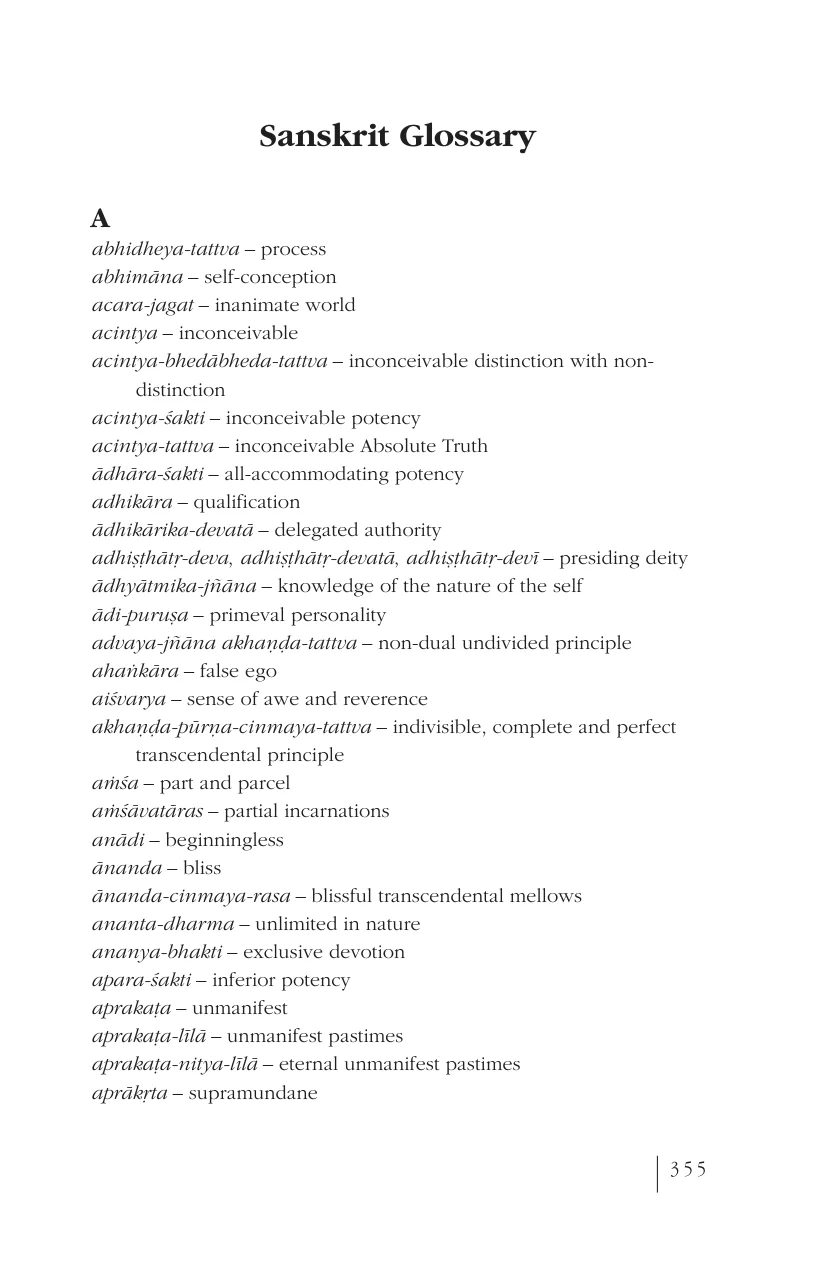 Sanskrit Glossary
A
abhidheya-tattva – process
abhimāna – self-conception
acara-jagat – inanimate world
acintya – inconceivable
acintya-bhedābheda-tattva – inconceivable distinction with non-
distinction
acintya-śakti – inconceivable potency
acintya-tattva – inconceivable Absolute Truth
ādhāra-śakti – all-accommodating potency
adhikāra – qualification
ādhikārika-devatā – delegated authority
adhiṣṭhātṛ-deva, adhiṣṭhātṛ-devatā, adhiṣṭhātṛ-devī – presiding deity
ādhyātmika-jñāna – knowledge of the nature of the self
ādi-puruṣa – primeval personality
advaya-jñāna akhaṇḍa-tattva – non-dual undivided principle
ahaṅkāra – false ego
aiśvarya – sense of awe and reverence
akhaṇḍa-pūrṇa-cinmaya-tattva – indivisible, complete and perfect
transcendental principle
aṁśa – part and parcel
aṁśāvatāras – partial incarnations
anādi – beginningless
ānanda – bliss
ānanda-cinmaya-rasa – blissful transcendental mellows
ananta-dharma – unlimited in nature
ananya-bhakti – exclusive devotion
apara-śakti – inferior potency
aprakaṭa – unmanifest
aprakaṭa-līlā – unmanifest pastimes
aprakaṭa-nitya-līlā – eternal unmanifest pastimes
aprākṛta – supramundane
355